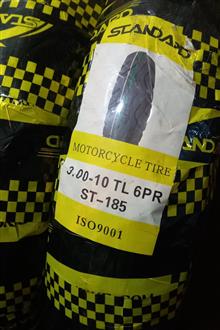 STANDARD
MOTORCYCLE TIRE
3.00-10 TL 6PR
ST-185
ISO9001